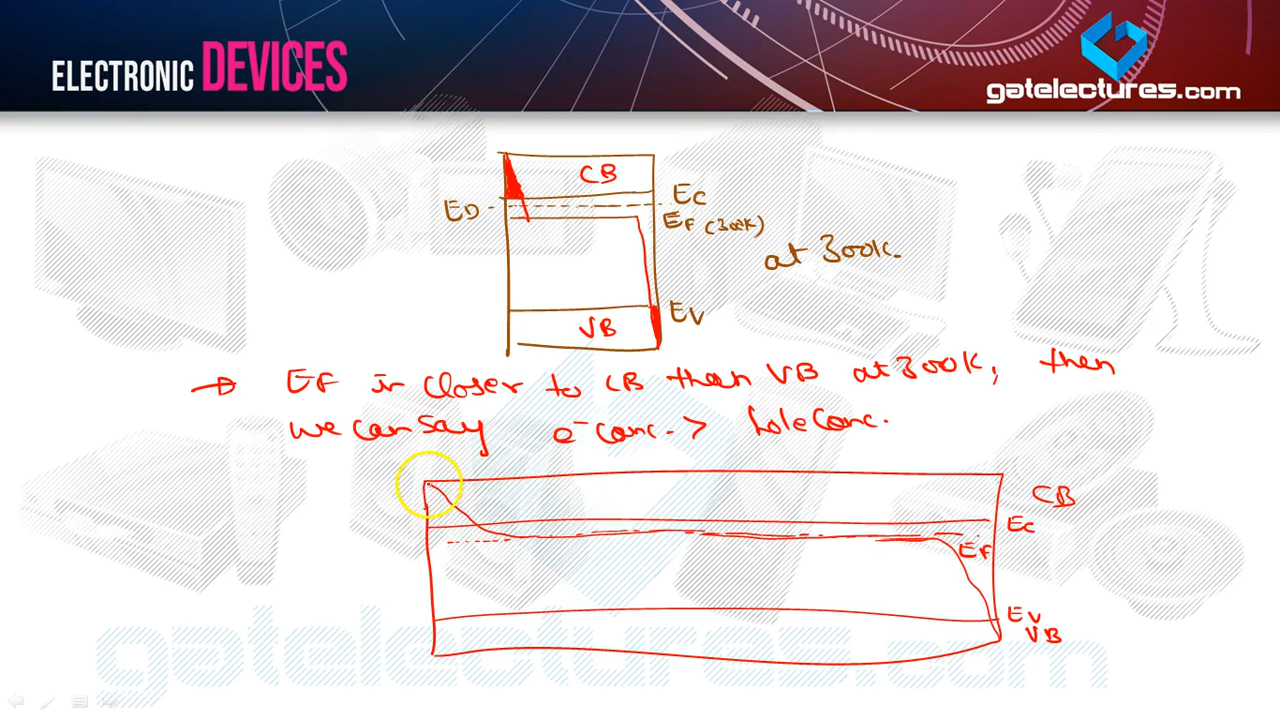 ELECTRONIC DEVICES
gatelectures.com
CB
ED
EC
EF (300K)
at 300K.
EV
VB
→ EF is closer to CB then VB at 300K, then
we can say e⁻ conc. > hole conc.
CB
EC
EF
EV
VB
gatelectures.com